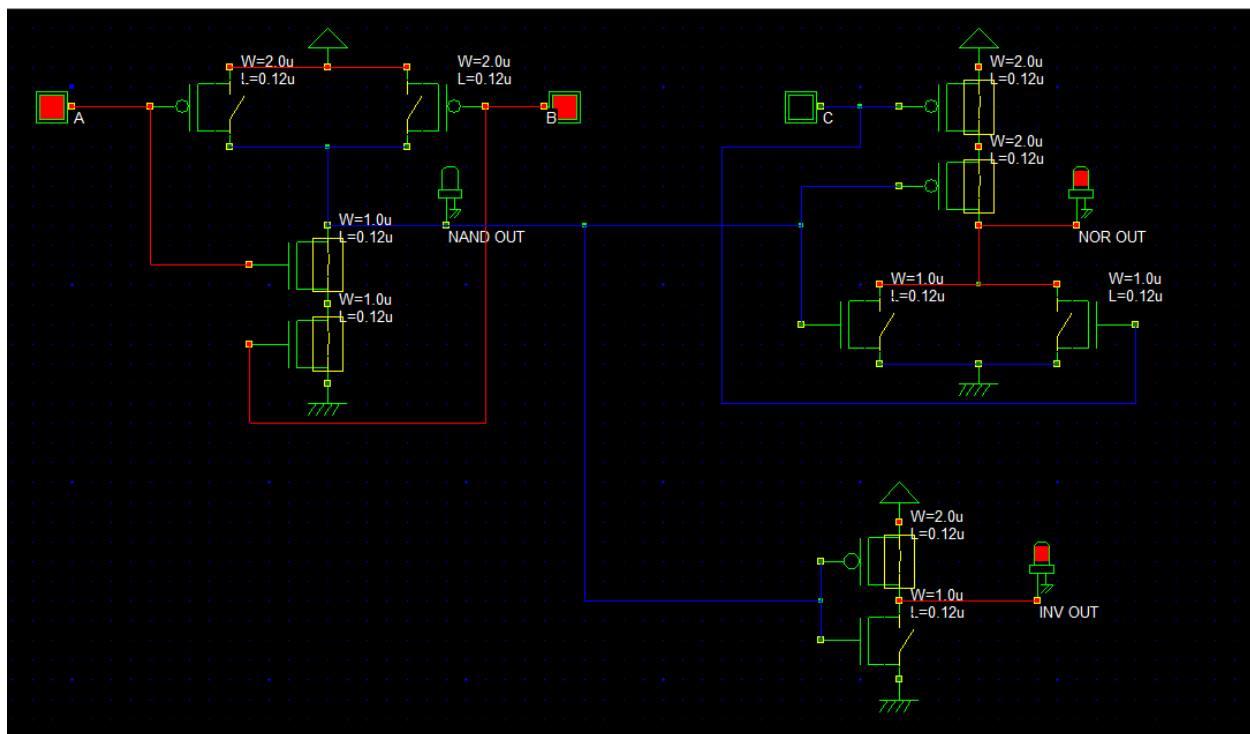 W=2.0u
L=0.12u
W=2.0u
L=0.12u
A
B
W=1.0u
L=0.12u
NAND OUT
W=1.0u
L=0.12u
W=2.0u
L=0.12u
C
W=2.0u
L=0.12u
NOR OUT
W=1.0u
L=0.12u
W=1.0u
L=0.12u
W=2.0u
L=0.12u
W=1.0u
L=0.12u
INV OUT